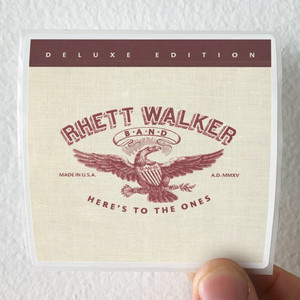 DELUXE EDITION
RHETT WALKER
BAND
MADE IN U.S.A. A.D. MMXV
HERE'S TO THE ONES